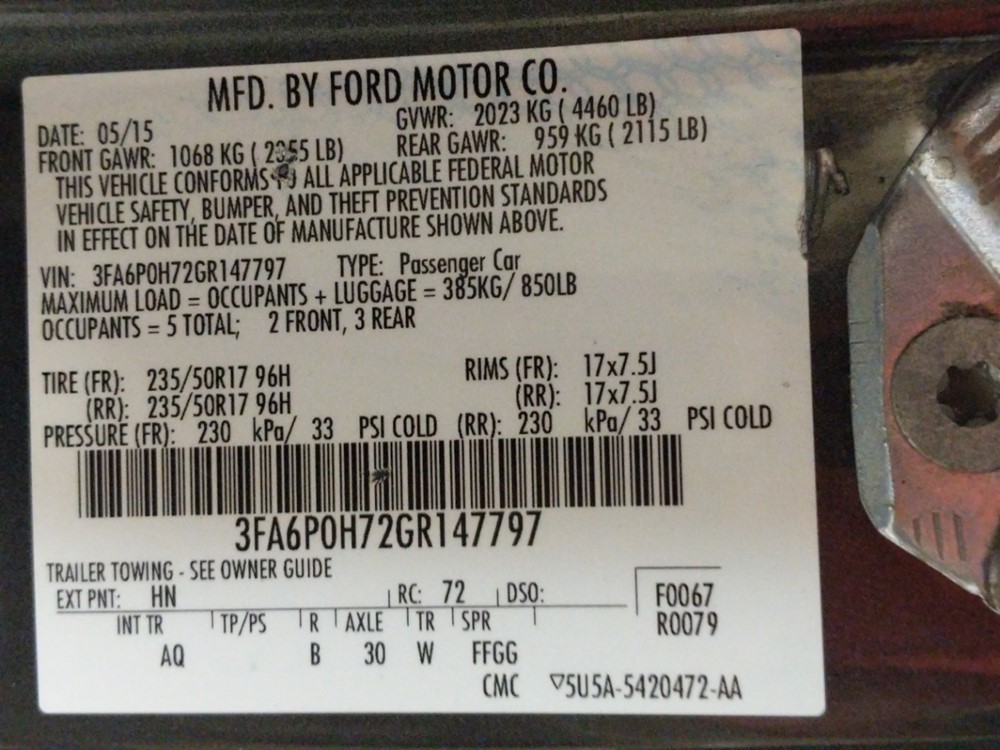 MFD. BY FORD MOTOR CO.
DATE: 05/15 GVWR: 2023 KG ( 4460 LB)
FRONT GAWR: 1068 KG ( 2355 LB) REAR GAWR: 959 KG ( 2115 LB)
THIS VEHICLE CONFORMS TO ALL APPLICABLE FEDERAL MOTOR
VEHICLE SAFETY, BUMPER, AND THEFT PREVENTION STANDARDS
IN EFFECT ON THE DATE OF MANUFACTURE SHOWN ABOVE.
VIN: 3FA6P0H72GR147797 TYPE: Passenger Car
MAXIMUM LOAD = OCCUPANTS + LUGGAGE = 385KG/ 850LB
OCCUPANTS = 5 TOTAL; 2 FRONT, 3 REAR
TIRE (FR): 235/50R17 96H RIMS (FR): 17x7.5J
(RR): 235/50R17 96H (RR): 17x7.5J
PRESSURE (FR): 230 kPa/ 33 PSI COLD (RR): 230 kPa/ 33 PSI COLD
3FA6P0H72GR147797
TRAILER TOWING - SEE OWNER GUIDE
EXT PNT: HN RC: 72 DSO: F0067
INT TR TP/PS R AXLE TR SPR R0079
AQ B 30 W FFGG
CMC ▽5U5A-5420472-AA